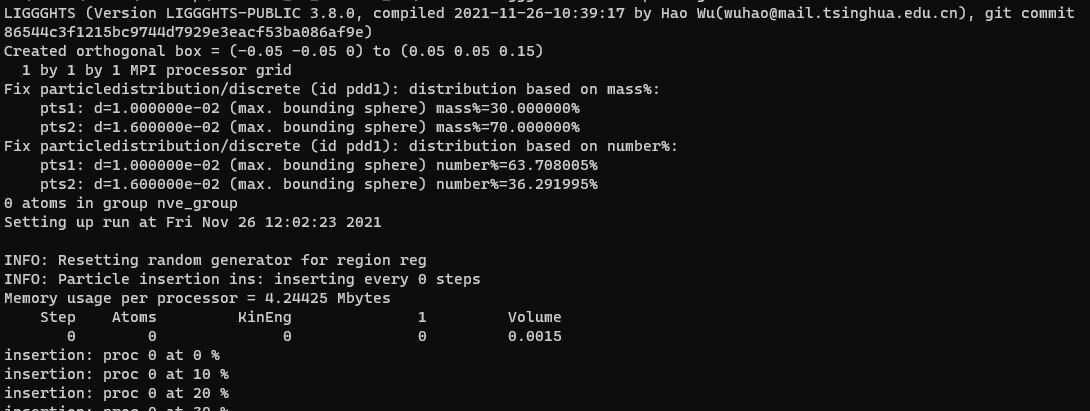 LIGGGHTS (Version LIGGGHTS-PUBLIC 3.8.0, compiled 2021-11-26-10:39:17 by Hao Wu(wuhao@mail.tsinghua.edu.cn), git commit
86544c3f1215bc9744d7929e3eacf53ba086af9e)
Created orthogonal box = (-0.05 -0.05 0) to (0.05 0.05 0.15)
  1 by 1 by 1 MPI processor grid
Fix particledistribution/discrete (id pdd1): distribution based on mass%:
    pts1: d=1.000000e-02 (max. bounding sphere) mass%=30.000000%
    pts2: d=1.600000e-02 (max. bounding sphere) mass%=70.000000%
Fix particledistribution/discrete (id pdd1): distribution based on number%:
    pts1: d=1.000000e-02 (max. bounding sphere) number%=63.708005%
    pts2: d=1.600000e-02 (max. bounding sphere) number%=36.291995%
0 atoms in group nve_group
Setting up run at Fri Nov 26 12:02:23 2021
INFO: Resetting random generator for region reg
INFO: Particle insertion ins: inserting every 0 steps
Memory usage per processor = 4.24425 Mbytes
    Step    Atoms         KinEng              1         Volume
       0        0              0              0         0.0015
insertion: proc 0 at 0 %
insertion: proc 0 at 10 %
insertion: proc 0 at 20 %
insertion: proc 0 at 30 %